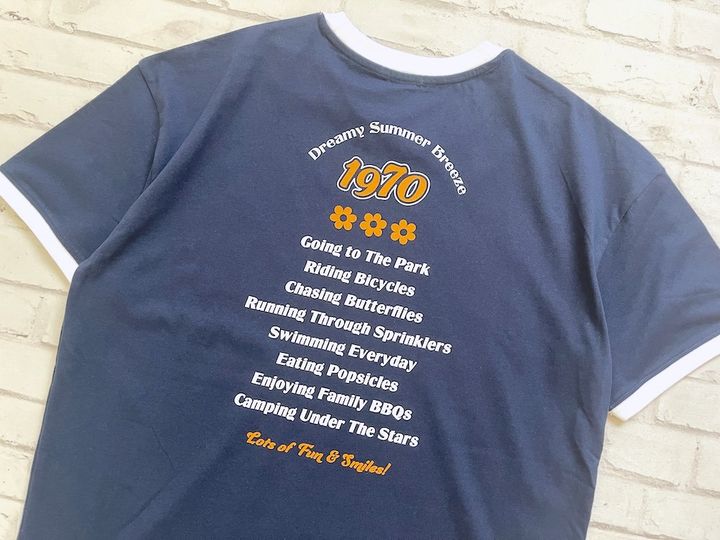 Dreamy Summer Breeze
1970
Going to The Park
Riding Bicycles
Chasing Butterflies
Running Through Sprinklers
Swimming Everyday
Eating Popsicles
Enjoying Family BBQs
Camping Under The Stars
Lots of Fun & Smiles!